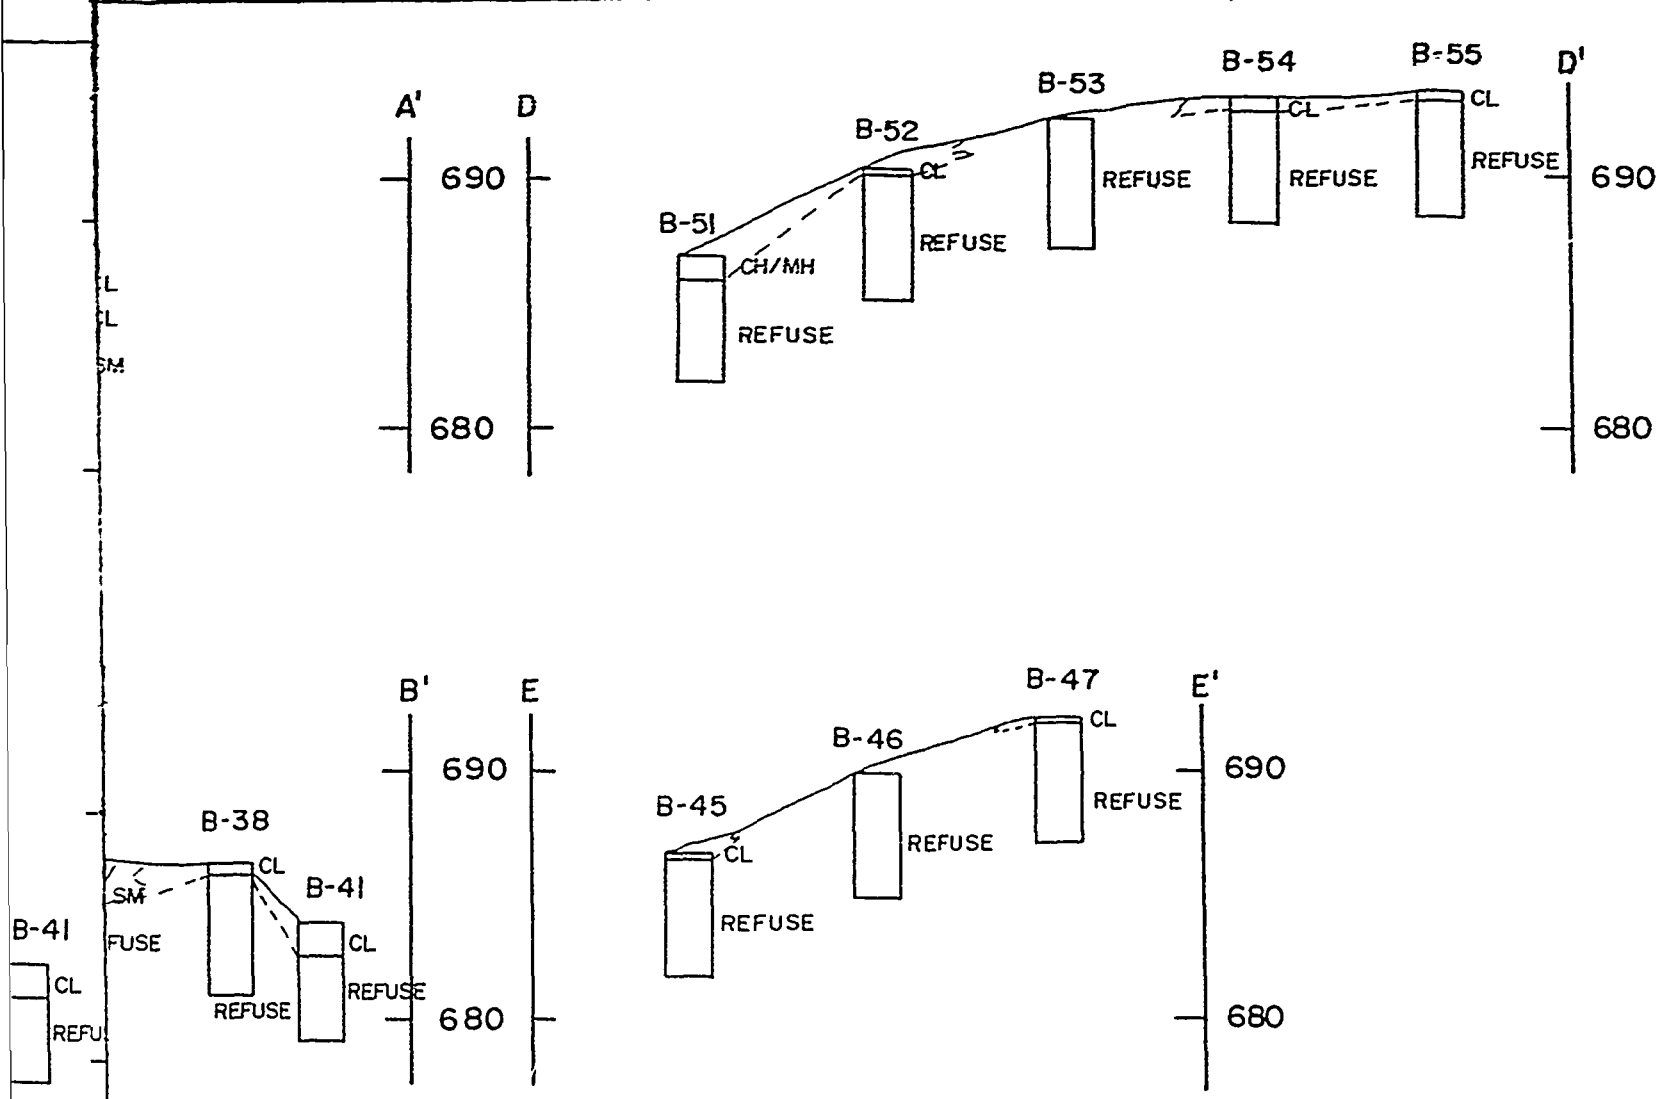 B-55
D'
B-54
B-53
A' D
CL
B-52
CL
REFUSE
690
CL
REFUSE
REFUSE
690
B-51
REFUSE
CH/MH
L
L
REFUSE
SM
680
680
B-47
B' E
E'
CL
B-46
690
690
B-45
REFUSE
B-38
REFUSE
CL
CL
B-41
SM
REFUSE
B-41
FUSE
CL
CL
REFUSE
REFUSE
680
680
REFU